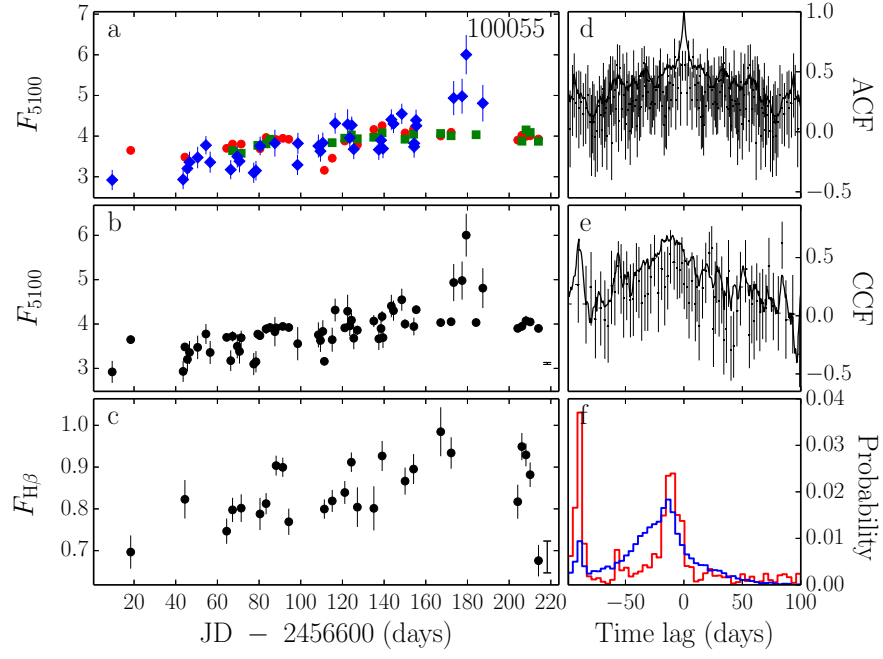 a
100055
7
6
5
4
3
F5100
b
6
5
4
3
F5100
c
1.0
0.9
0.8
0.7
FHβ
20 40 60 80 100 120 140 160 180 200 220
JD − 2456600 (days)
d
1.0
0.5
0.0
−0.5
ACF
e
0.5
0.0
−0.5
CCF
f
0.04
0.03
0.02
0.01
0.00
Probability
−50 0 50 100
Time lag (days)